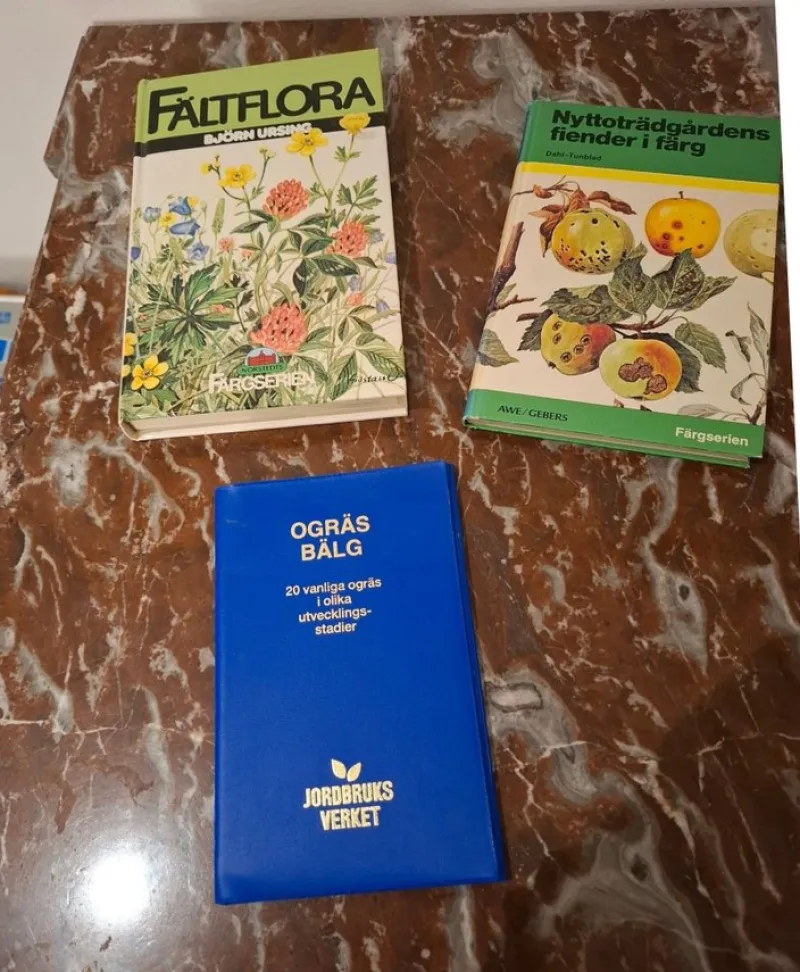 FÄLTFLORA
BJÖRN URSING
NORSTEDTS
FÄRGSERIEN
Nyttoträdgårdens
fiender i färg
Dahl-Tunblad
AWE/GEBERS
Färgserien
OGRÄS
BÄLG
20 vanliga ogräs
i olika
utvecklings-
stadier
JORDBRUKS
VERKET